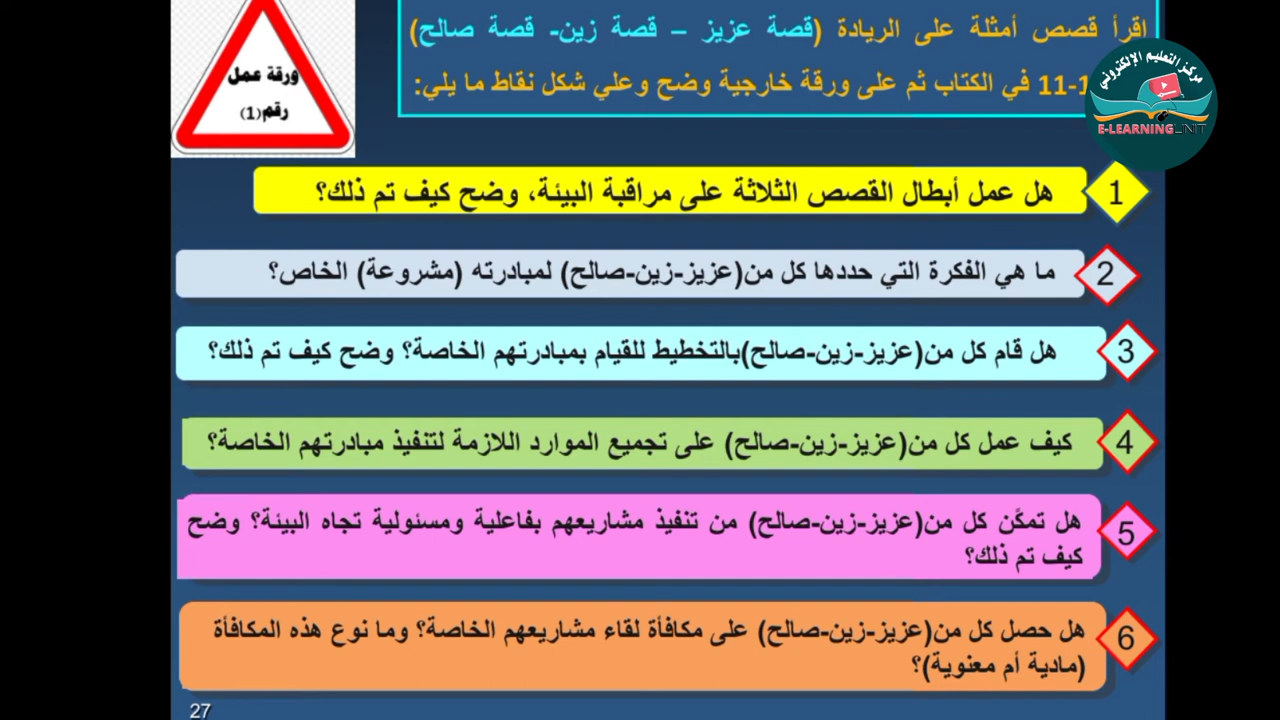 اقرأ قصص أمثلة على الريادة (قصة عزيز – قصة زين- قصة صالح)
11-1 في الكتاب ثم على ورقة خارجية وضح وعلي شكل نقاط ما يلي:
ورقة عمل
رقم(1)
مركز التعليم الإلكتروني
E-LEARNING UNIT
1 هل عمل أبطال القصص الثلاثة على مراقبة البيئة، وضح كيف تم ذلك؟
2 ما هي الفكرة التي حددها كل من(عزيز-زين-صالح) لمبادرته (مشروعة) الخاص؟
3 هل قام كل من(عزيز-زين-صالح)بالتخطيط للقيام بمبادرتهم الخاصة؟ وضح كيف تم ذلك؟
4 كيف عمل كل من(عزيز-زين-صالح) على تجميع الموارد اللازمة لتنفيذ مبادرتهم الخاصة؟
5 هل تمكّن كل من(عزيز-زين-صالح) من تنفيذ مشاريعهم بفاعلية ومسئولية تجاه البيئة؟ وضح
كيف تم ذلك؟
6 هل حصل كل من(عزيز-زين-صالح) على مكافأة لقاء مشاريعهم الخاصة؟ وما نوع هذه المكافأة
(مادية أم معنوية)؟
27